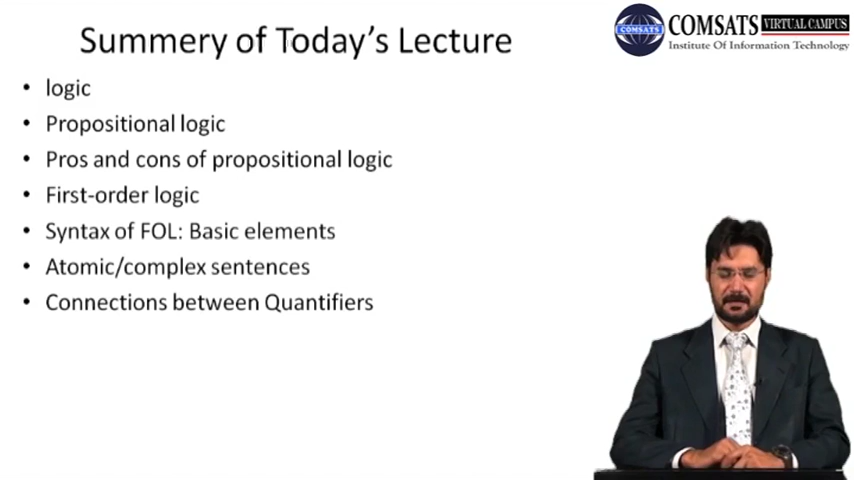 Summery of Today's Lecture
COMSATS VIRTUAL CAMPUS
Institute Of Information Technology
COMSATS
• logic
• Propositional logic
• Pros and cons of propositional logic
• First-order logic
• Syntax of FOL: Basic elements
• Atomic/complex sentences
• Connections between Quantifiers